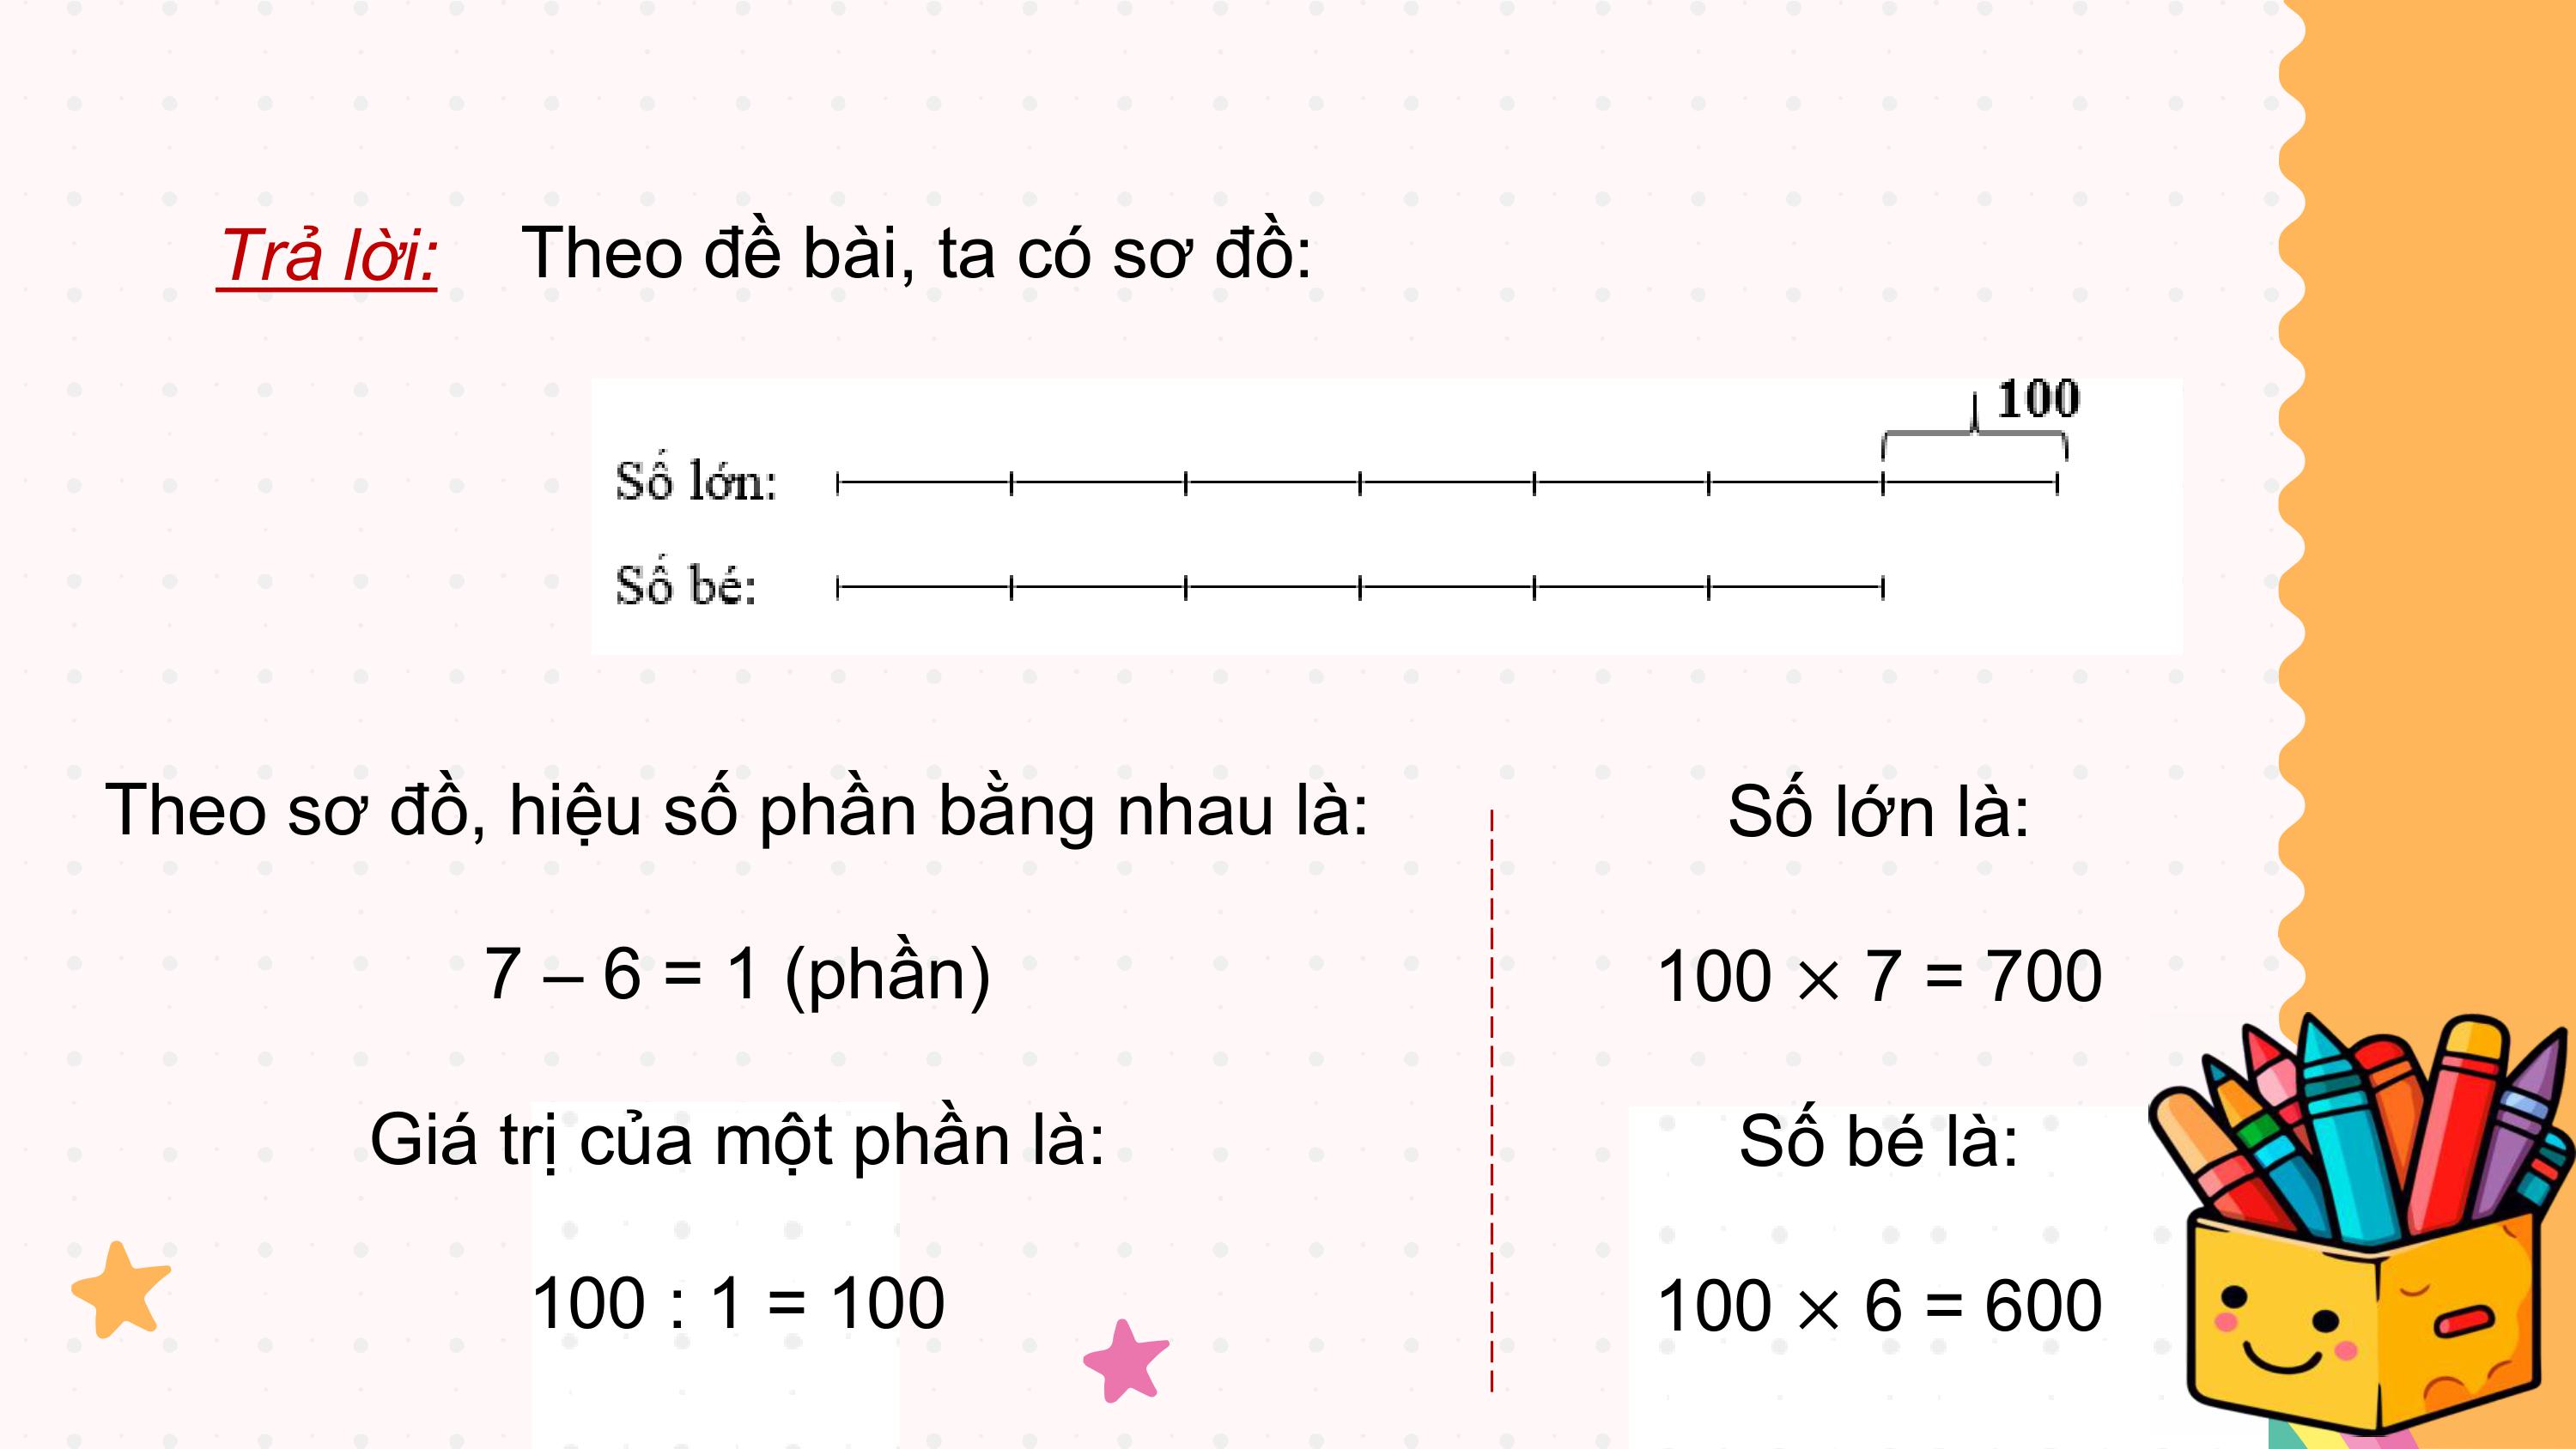 Trả lời: Theo đề bài, ta có sơ đồ:
100
Số lớn:
Số bé:
Theo sơ đồ, hiệu số phần bằng nhau là:
7 – 6 = 1 (phần)
Giá trị của một phần là:
100 : 1 = 100
Số lớn là:
100 × 7 = 700
Số bé là:
100 × 6 = 600